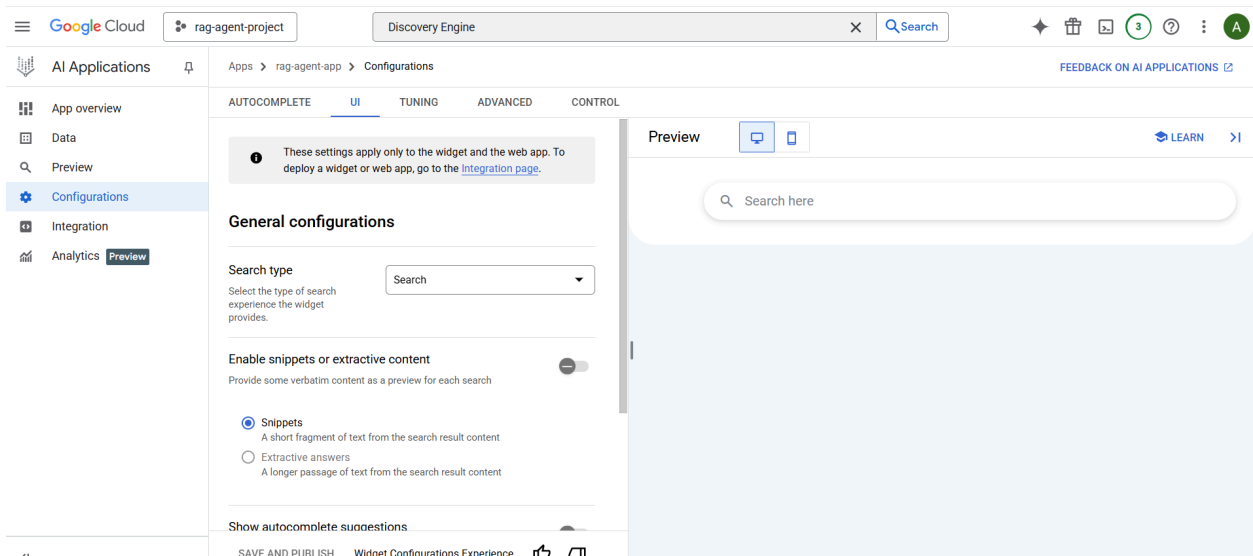 Google Cloud
rag-agent-project
Discovery Engine
Search
3
A
AI Applications
Apps
rag-agent-app
Configurations
FEEDBACK ON AI APPLICATIONS
App overview
Data
Preview
Configurations
Integration
Analytics Preview
AUTOCOMPLETE UI TUNING ADVANCED CONTROL
These settings apply only to the widget and the web app. To
deploy a widget or web app, go to the Integration page.
General configurations
Search type
Select the type of search
experience the widget
provides.
Search
Enable snippets or extractive content
Provide some verbatim content as a preview for each search
Snippets
A short fragment of text from the search result content
Extractive answers
A longer passage of text from the search result content
Show autocomplete suggestions
SAVE AND PUBLISH Widget Configurations Experience
Preview
LEARN
Search here